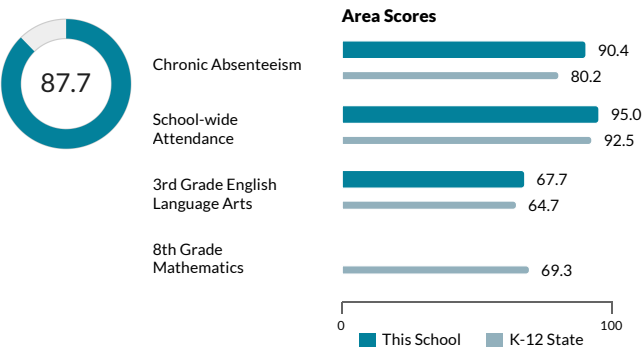 87.7
Area Scores
Chronic Absenteeism
90.4
80.2
School-wide
Attendance
95.0
92.5
3rd Grade English
Language Arts
67.7
64.7
8th Grade
Mathematics
69.3
0
100
This School
K-12 State